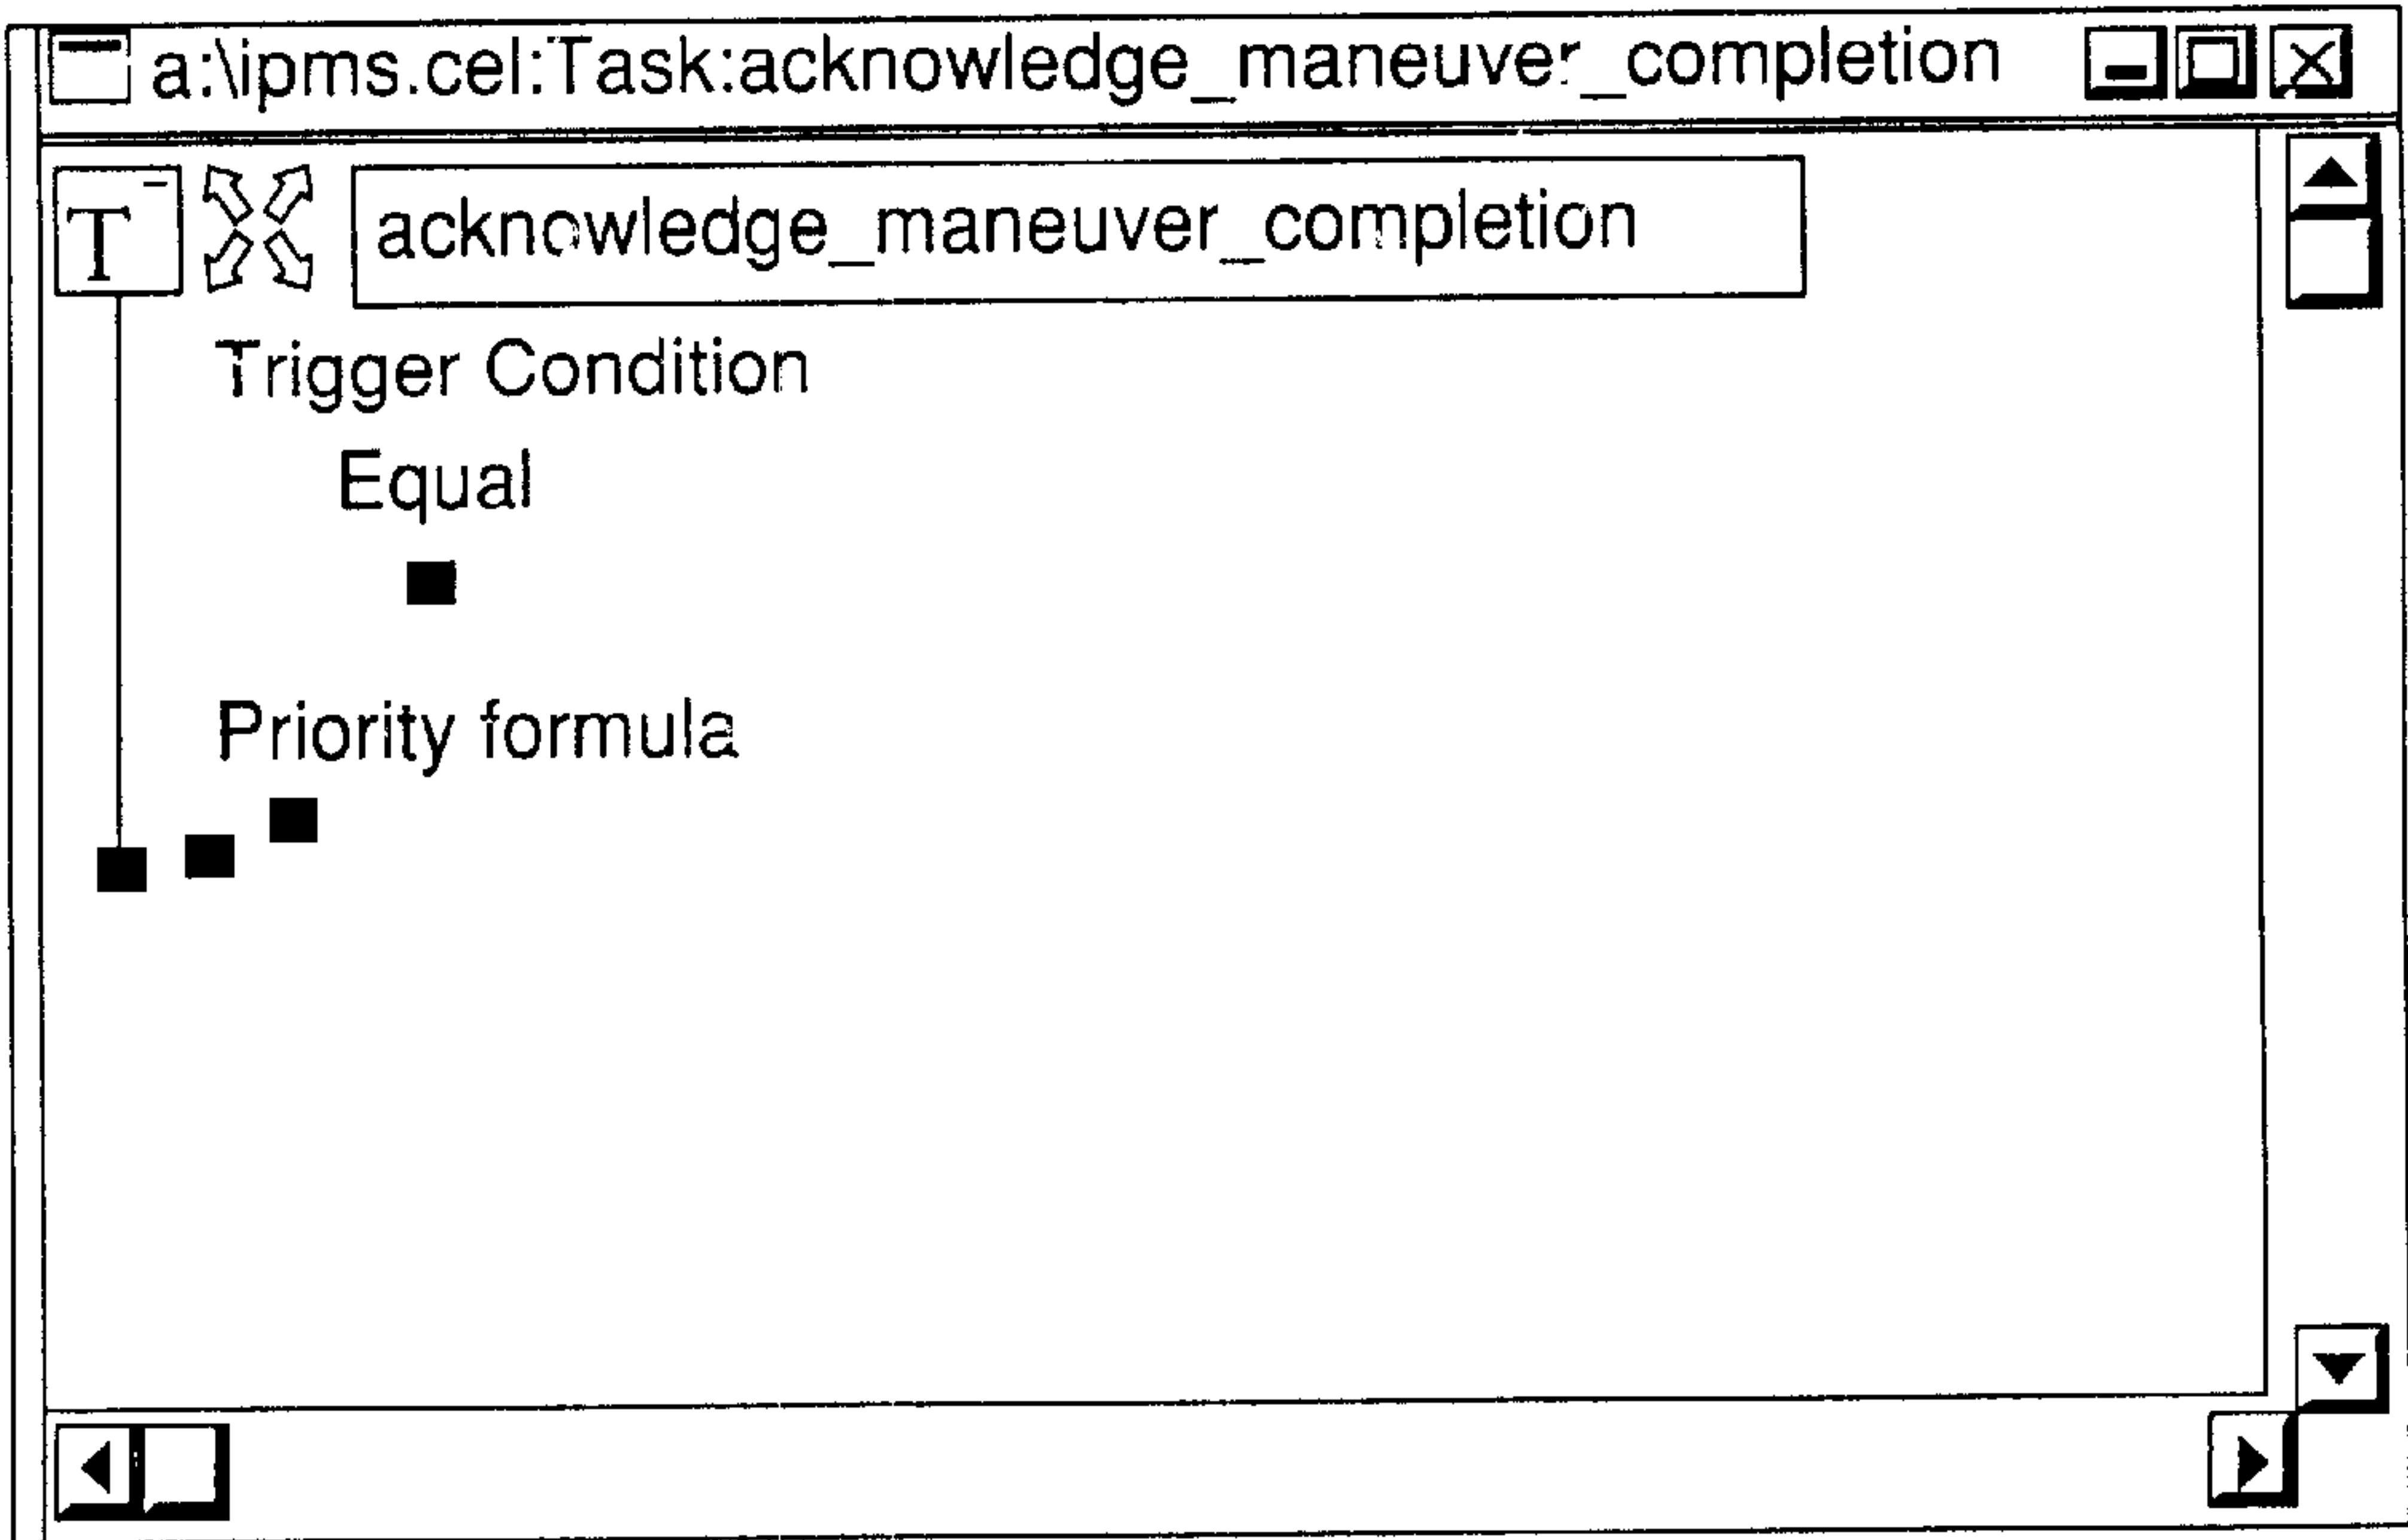 a:\ipms.cel:Task:acknowledge_maneuver_completion
T acknowledge_maneuver_completion
Trigger Condition
Equal
Priority formula